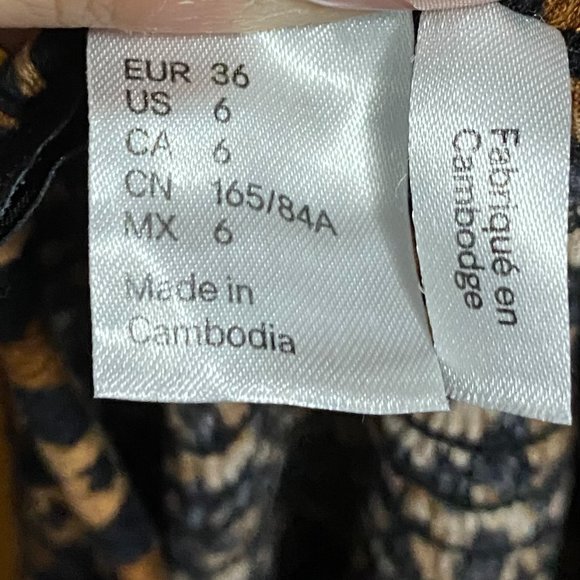 EUR 36
US 6
CA 6
CN 165/84A
MX 6
Made in
Cambodia
Fabriqué en
Cambodge